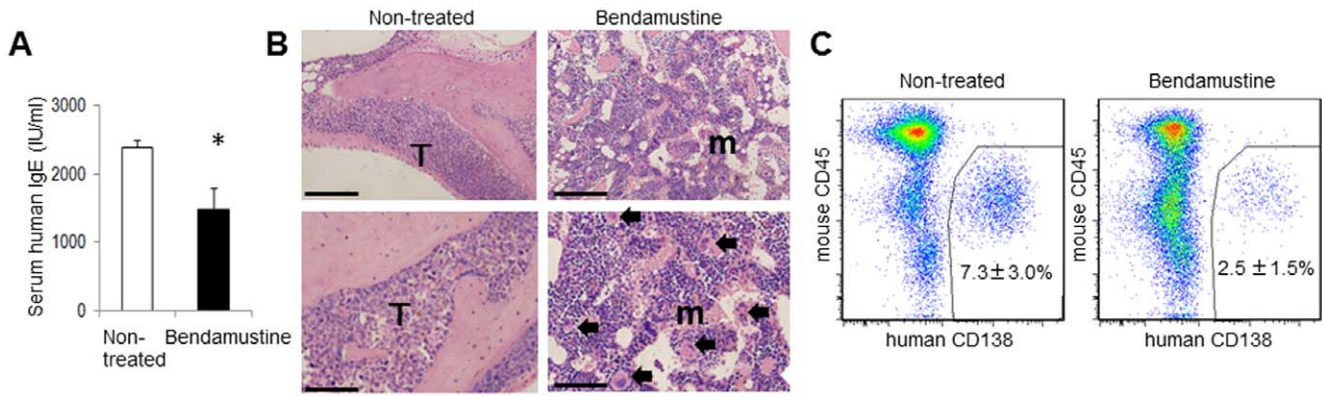 A
Serum human IgE (IU/ml)
3000
2000
1000
0
*
Non-
treated
Bendamustine
B
Non-treated
Bendamustine
T
m
T
m
C
Non-treated
Bendamustine
mouse CD45
7.3±3.0%
human CD138
mouse CD45
2.5 ±1.5%
human CD138